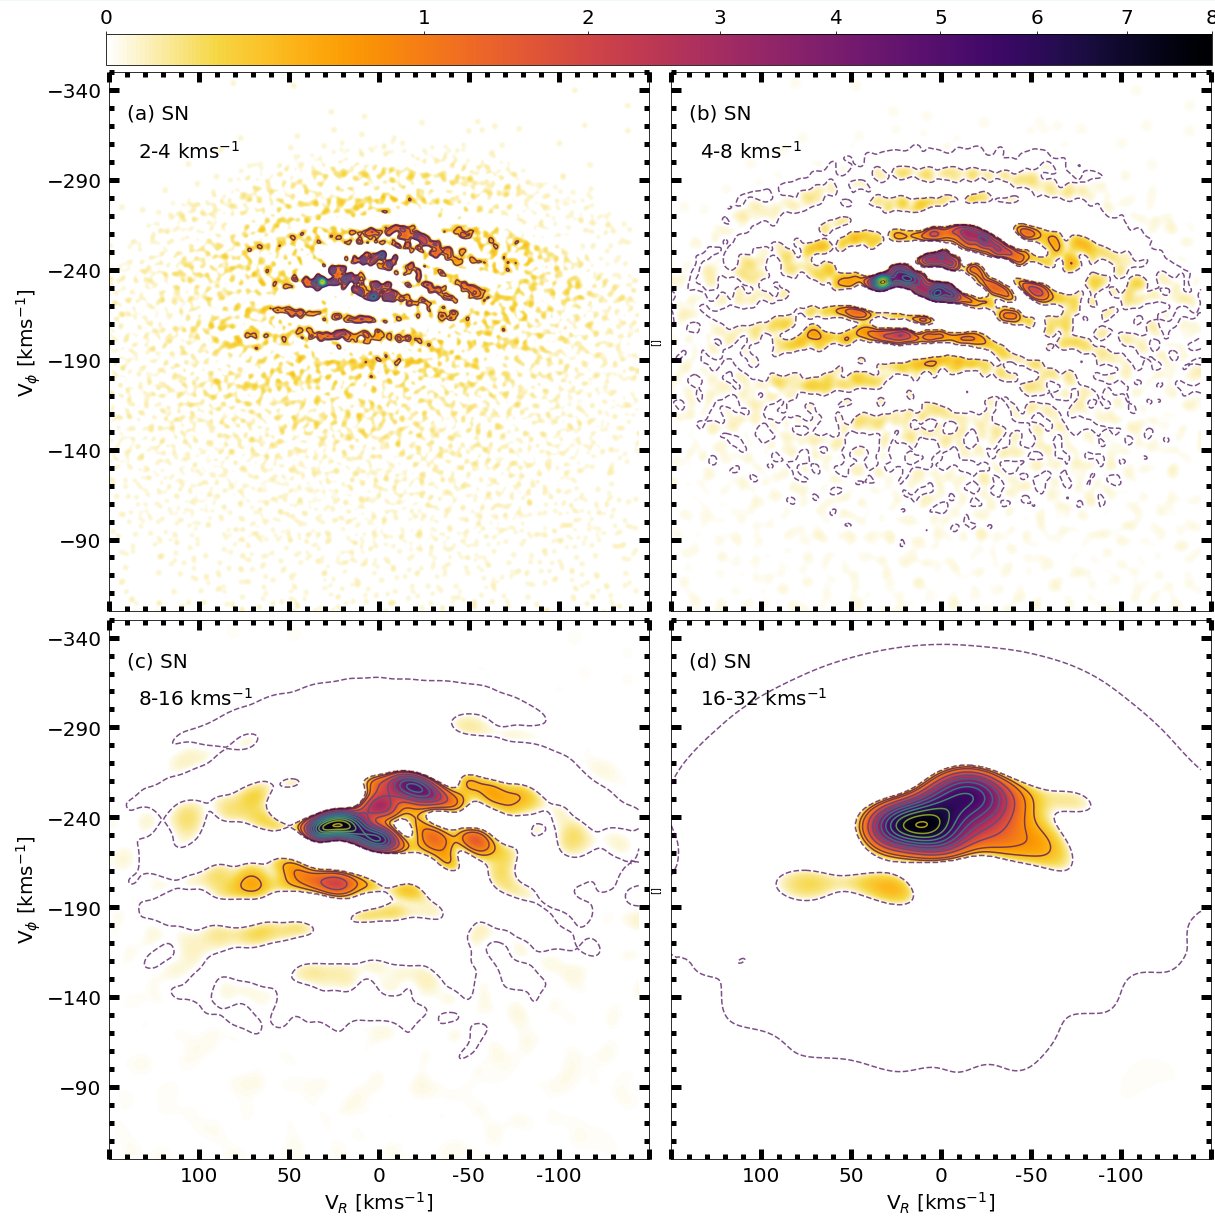 0 1 2 3 4 5 6 7 8
(a) SN
2-4 kms⁻¹
(b) SN
4-8 kms⁻¹
−340
−290
−240
−190
−140
−90
V_ϕ [kms⁻¹]
(c) SN
8-16 kms⁻¹
(d) SN
16-32 kms⁻¹
−340
−290
−240
−190
−140
−90
V_ϕ [kms⁻¹]
100 50 0 -50 -100
100 50 0 -50 -100
V_R [kms⁻¹]
V_R [kms⁻¹]